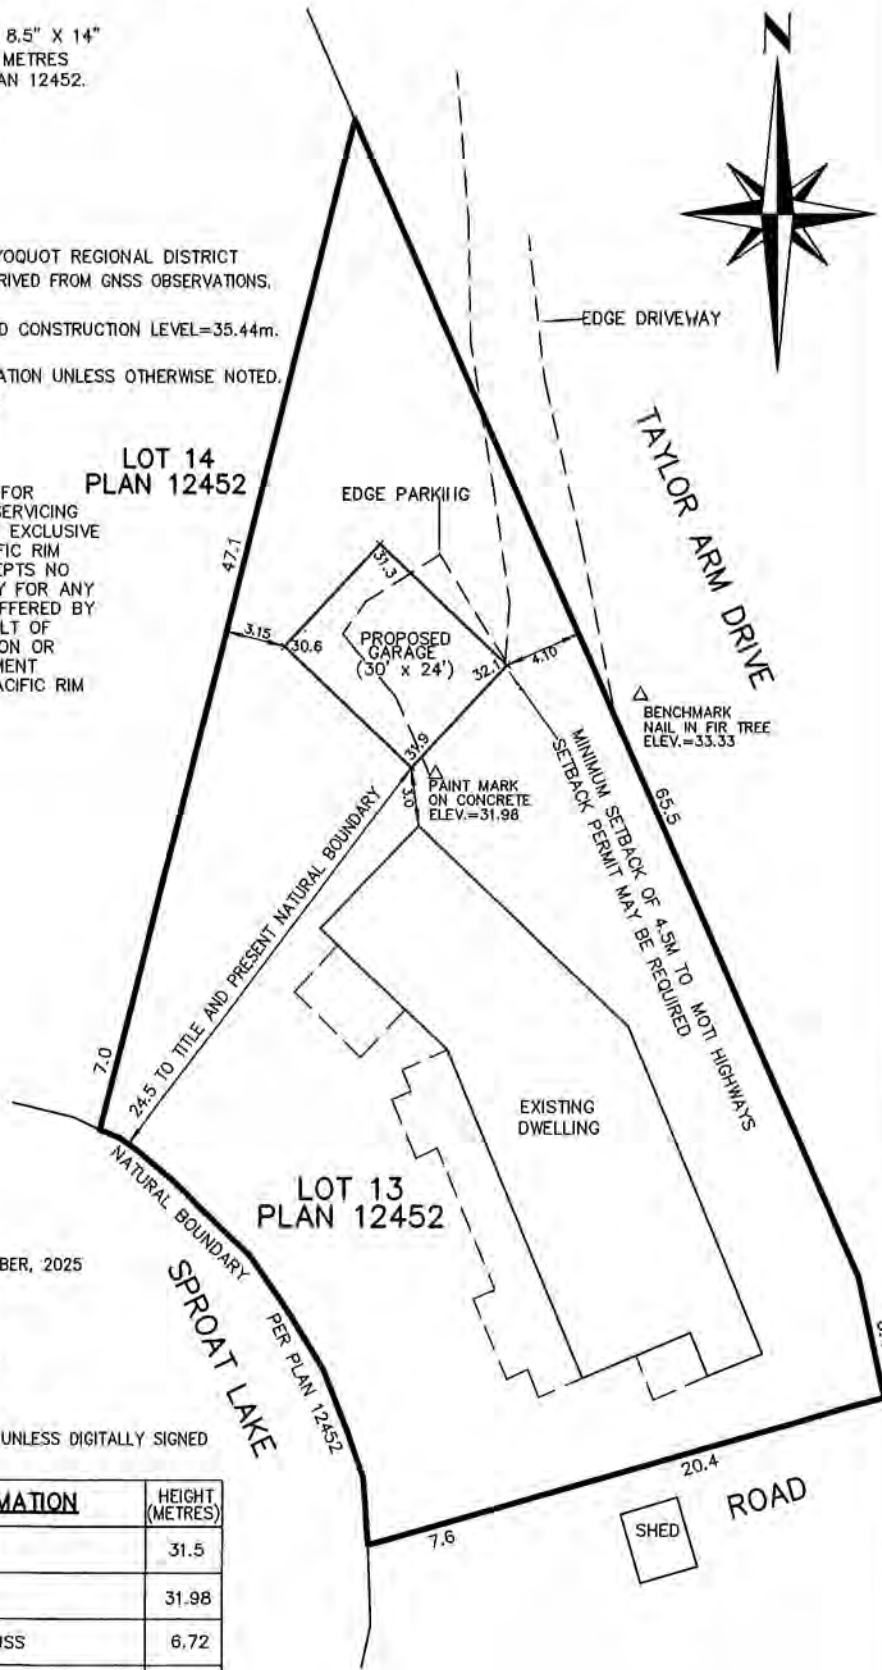 8.5" X 14"
METRES
AN 12452.
N
YOQUOT REGIONAL DISTRICT
RIVED FROM GNSS OBSERVATIONS,
D CONSTRUCTION LEVEL=35.44m.
ATION UNLESS OTHERWISE NOTED.
EDGE DRIVEWAY
LOT 14
PLAN 12452
FOR
SERVICING
EXCLUSIVE
FIC RIM
EPTS NO
Y FOR ANY
FFERED BY
LT OF
ON OR
MENT
ACIFIC RIM
EDGE PARKING
TAYLOR ARM DRIVE
47.1
31.3
3.15
30.6
PROPOSED
GARAGE
(30' x 24')
32.1
4.10
31.9
3.0
BENCHMARK
NAIL IN FIR TREE
ELEV.=33.33
PAINT MARK
ON CONCRETE
ELEV.=31.98
65.5
MINIMUM SETBACK OF 4.5M TO MOTI HIGHWAYS
SETBACK PERMIT MAY BE REQUIRED
24.5 TO TITLE AND PRESENT NATURAL BOUNDARY
7.0
EXISTING
DWELLING
LOT 13
PLAN 12452
NATURAL BOUNDARY
PER PLAN 12452
SPROAT LAKE
BER, 2025
UNLESS DIGITALLY SIGNED
20.4
7.6
SHED
ROAD
MATION
HEIGHT
(METRES)
31.5
31.98
USS
6.72